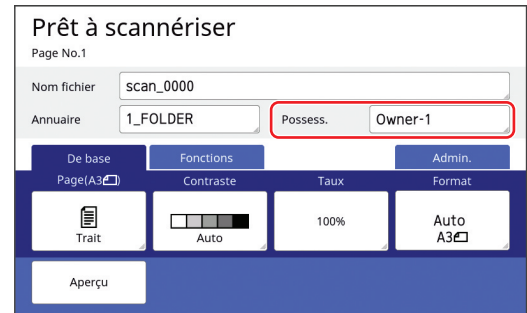 Prêt à scannériser
Page No.1
Nom fichier scan_0000
Annuaire 1_FOLDER Possess. Owner-1
De base Fonctions Admin.
Page(A3) Contraste Taux Format
Trait Auto 100% Auto A3
Aperçu